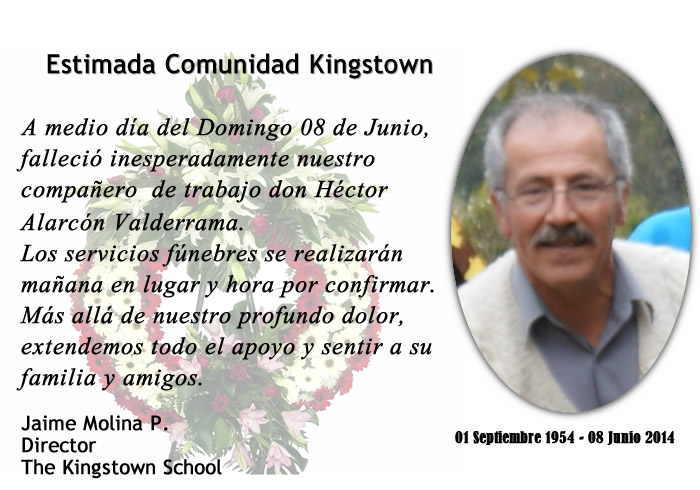 Estimada Comunidad Kingstown
A medio día del Domingo 08 de Junio,
falleció inesperadamente nuestro
compañero de trabajo don Héctor
Alarcón Valderrama.
Los servicios fúnebres se realizarán
mañana en lugar y hora por confirmar.
Más allá de nuestro profundo dolor,
extendemos todo el apoyo y sentir a su
familia y amigos.
Jaime Molina P.
Director
The Kingstown School
01 Septiembre 1954 - 08 Junio 2014